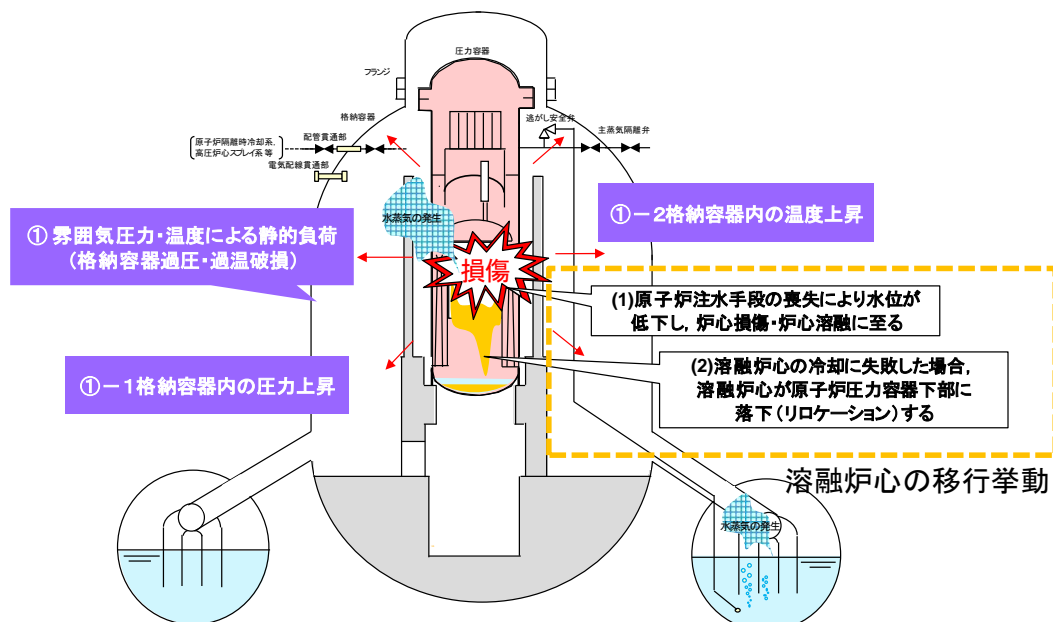 圧力容器
フランジ
格納容器
逃がし安全弁
主蒸気隔離弁
配管貫通部
原子炉隔離時冷却系,
高圧炉心スプレイ系 等
電気配線貫通部
水蒸気の発生
①-2格納容器内の温度上昇
① 雰囲気圧力・温度による静的負荷
(格納容器過圧・過温破損)
損傷
(1)原子炉注水手段の喪失により水位が
低下し, 炉心損傷・炉心溶融に至る
①-1格納容器内の圧力上昇
(2)溶融炉心の冷却に失敗した場合,
溶融炉心が原子炉圧力容器下部に
落下(リロケーション)する
溶融炉心の移行挙動
水蒸気の発生